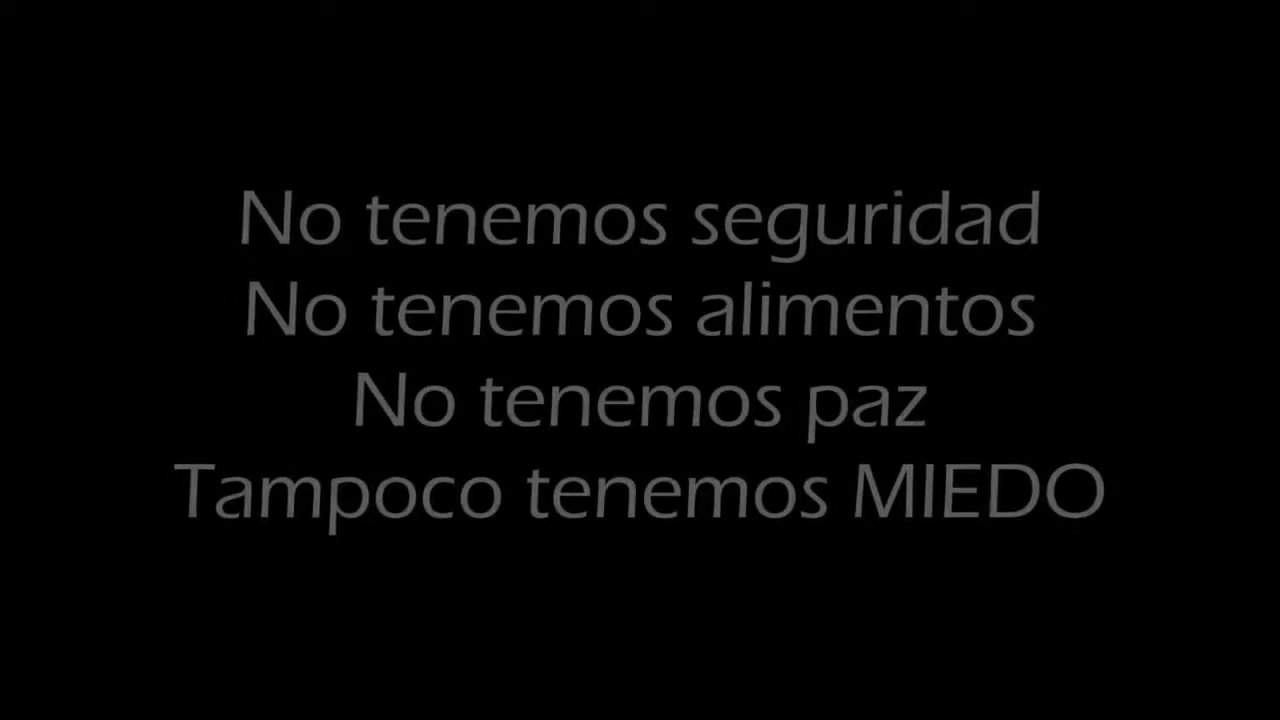 No tenemos seguridad
No tenemos alimentos
No tenemos paz
Tampoco tenemos MIEDO